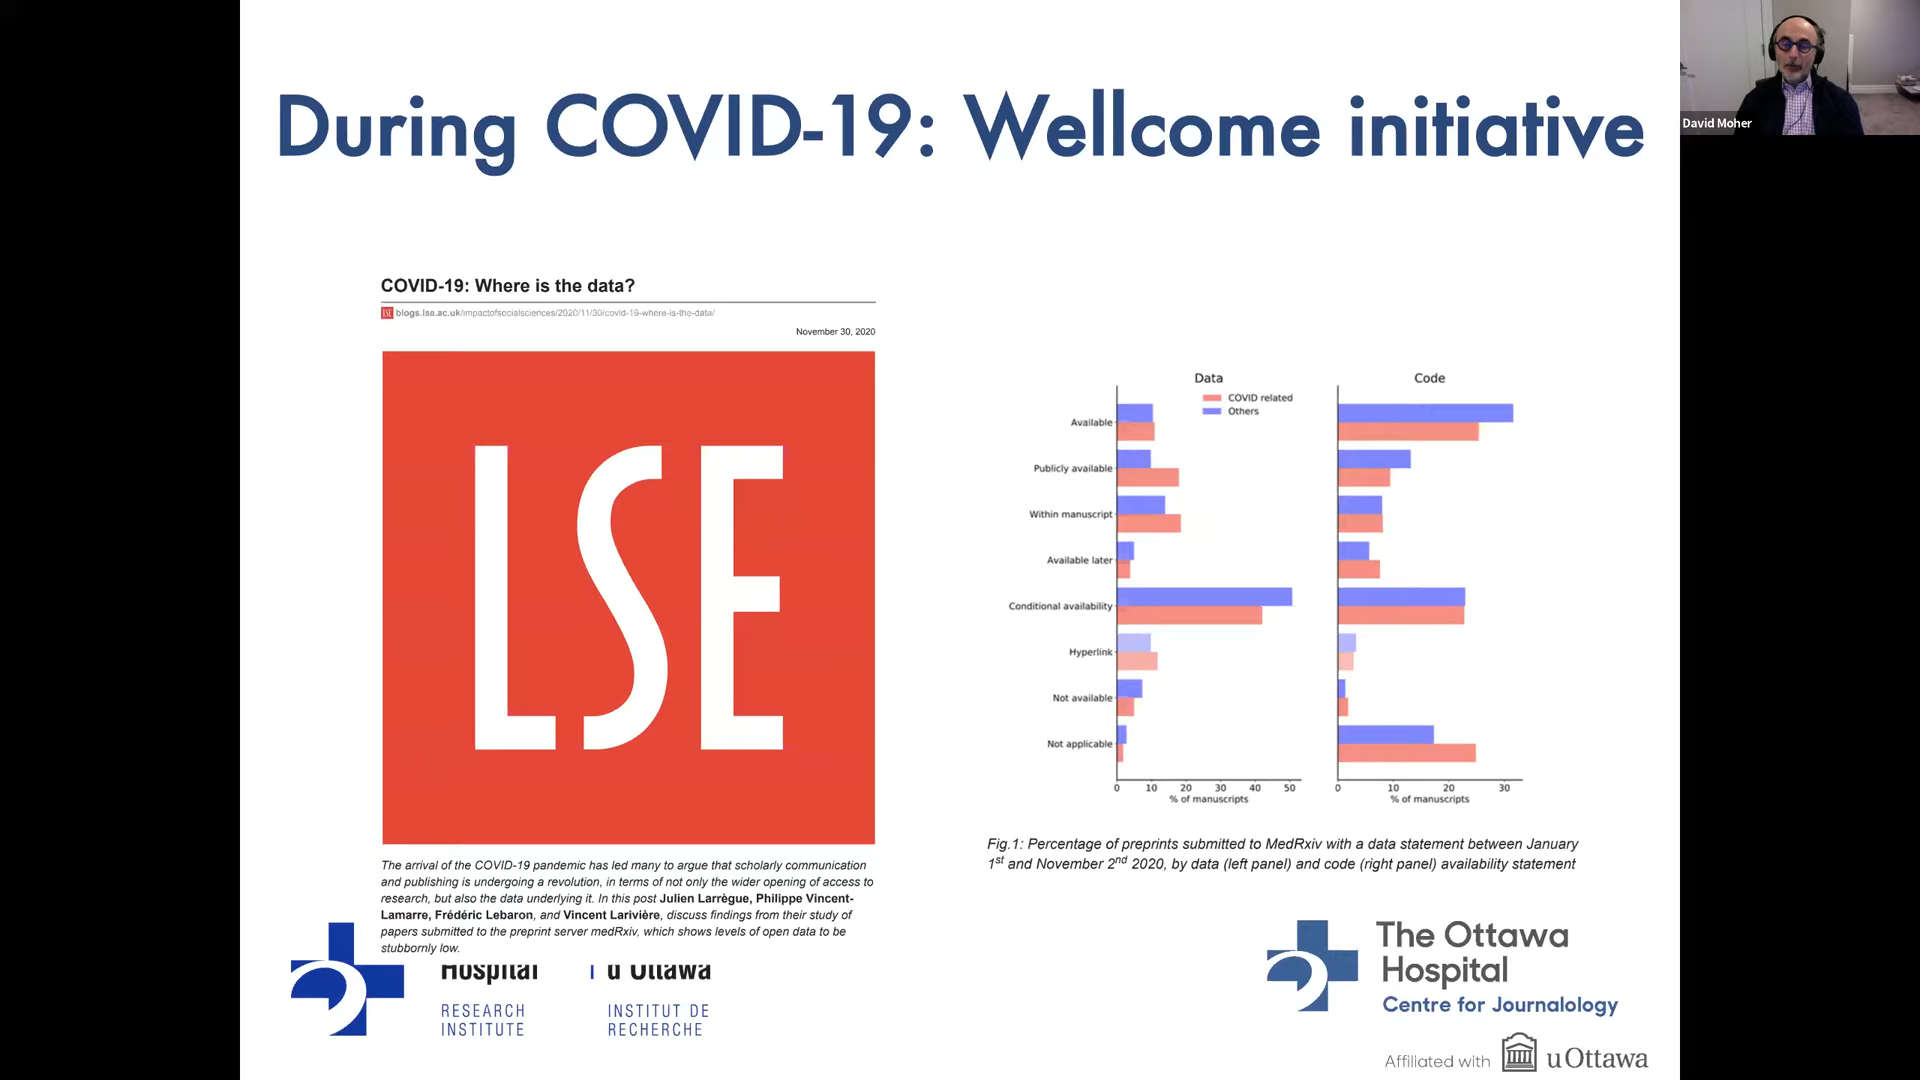 During COVID-19: Wellcome initiative
David Moher
COVID-19: Where is the data?
LSE blogs.lse.ac.uk/impactofsocialsciences/2020/11/30/covid-19-where-is-the-data/
November 30, 2020
LSE
The arrival of the COVID-19 pandemic has led many to argue that scholarly communication
and publishing is undergoing a revolution, in terms of not only the wider opening of access to
research, but also the data underlying it. In this post Julien Larrègue, Philippe Vincent-
Lamarre, Frédéric Lebaron, and Vincent Larivière, discuss findings from their study of
papers submitted to the preprint server medRxiv, which shows levels of open data to be
stubbornly low.
Hospital
u Ottawa
RESEARCH
INSTITUTE
INSTITUT DE
RECHERCHE
Data
COVID related
Others
Code
Available
Publicly available
Within manuscript
Available later
Conditional availability
Hyperlink
Not available
Not applicable
0 10 20 30 40 50
% of manuscripts
0 10 20 30
% of manuscripts
Fig.1: Percentage of preprints submitted to MedRxiv with a data statement between January
1st and November 2nd 2020, by data (left panel) and code (right panel) availability statement
The Ottawa
Hospital
Centre for Journalology
Affiliated with uOttawa